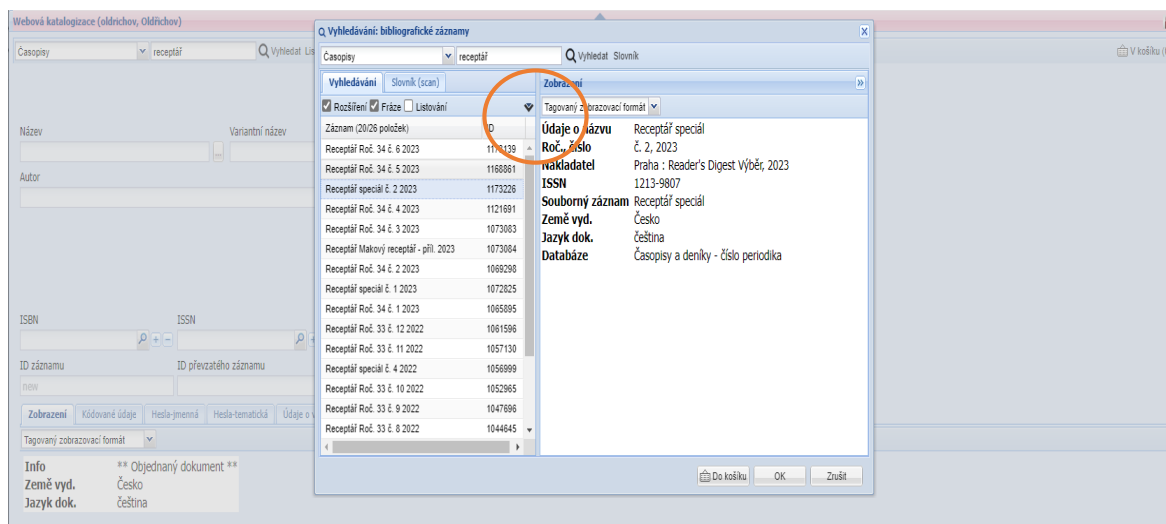 Webová katalogizace (oldrichov, Oldřichov)
Časopisy receptář Vyhledat Lis
V košíku (
Název Variantní název
Autor
ISBN ISSN
ID záznamu ID převzatého záznamu
new
Zobrazení Kódované údaje Hesla-jmenná Hesla-tematická Údaje o v
Tagovaný zobrazovací formát
Info ** Objednaný dokument **
Země vyd. Česko
Jazyk dok. čeština
Vyhledávání: bibliografické záznamy
Časopisy receptář Vyhledat Slovník
Vyhledávání Slovník (scan)
Rozšíření Fráze Listování
Záznam (20/26 položek) ID
Receptář Roč. 34 č. 6 2023
Receptář Roč. 34 č. 5 2023 1168861
Receptář speciál č. 2 2023 1173226
Receptář Roč. 34 č. 4 2023 1121691
Receptář Roč. 34 č. 3 2023 1073083
Receptář Makový receptář - příl. 2023 1073084
Receptář Roč. 34 č. 2 2023 1069298
Receptář speciál č. 1 2023 1072825
Receptář Roč. 34 č. 1 2023 1065895
Receptář Roč. 33 č. 12 2022 1061596
Receptář Roč. 33 č. 11 2022 1057130
Receptář speciál č. 4 2022 1056999
Receptář Roč. 33 č. 10 2022 1052965
Receptář Roč. 33 č. 9 2022 1047696
Receptář Roč. 33 č. 8 2022 1044645
Zobrazení
Tagovaný zobrazovací formát
Údaje o názvu Receptář speciál
Roč., číslo č. 2, 2023
Nakladatel Praha : Reader's Digest Výběr, 2023
ISSN 1213-9807
Souborný záznam Receptář speciál
Země vyd. Česko
Jazyk dok. čeština
Databáze Časopisy a deníky - číslo periodika
Do košíku OK Zrušit